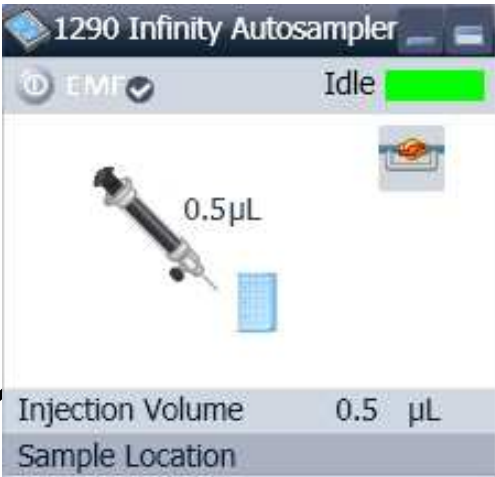 1290 Infinity Autosampler
EMF Idle
0.5µL
Injection Volume 0.5 µL
Sample Location